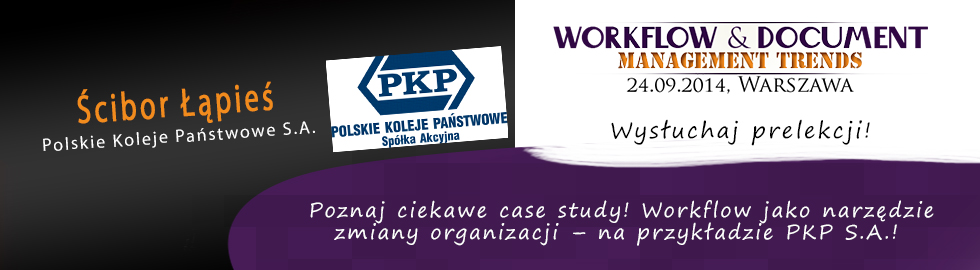 Ścibor Łąpieś
Polskie Koleje Państwowe S.A.
PKP
POLSKIE KOLEJE PAŃSTWOWE
Spółka Akcyjna
WORKFLOW & DOCUMENT
MANAGEMENT TRENDS
24.09.2014, WARSZAWA
Wysłuchaj prelekcji!
Poznaj ciekawe case study! Workflow jako narzędzie
zmiany organizacji – na przykładzie PKP S.A.!